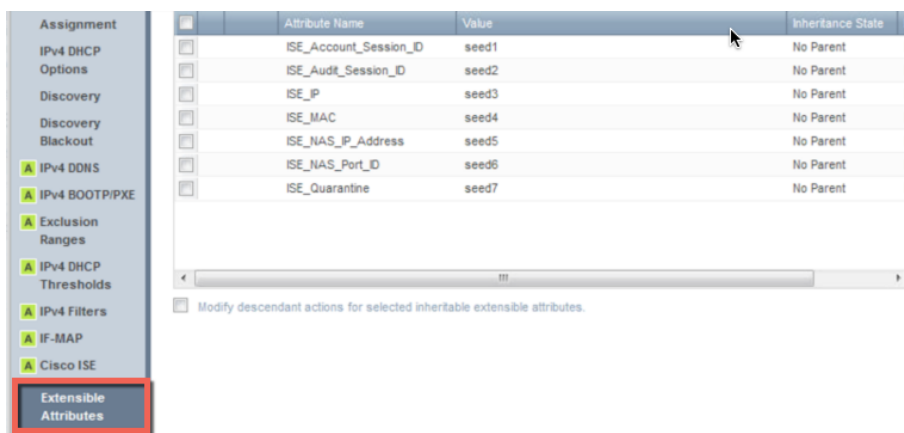 Assignment
IPv4 DHCP
Options
Discovery
Discovery
Blackout
A IPv4 DDNS
A IPv4 BOOTP/PXE
A Exclusion
Ranges
A IPv4 DHCP
Thresholds
A IPv4 Filters
A IF-MAP
A Cisco ISE
Extensible
Attributes
Attribute Name Value Inheritance State
ISE_Account_Session_ID seed1 No Parent
ISE_Audit_Session_ID seed2 No Parent
ISE_IP seed3 No Parent
ISE_MAC seed4 No Parent
ISE_NAS_IP_Address seed5 No Parent
ISE_NAS_Port_ID seed6 No Parent
ISE_Quarantine seed7 No Parent
Modify descendant actions for selected inheritable extensible attributes.